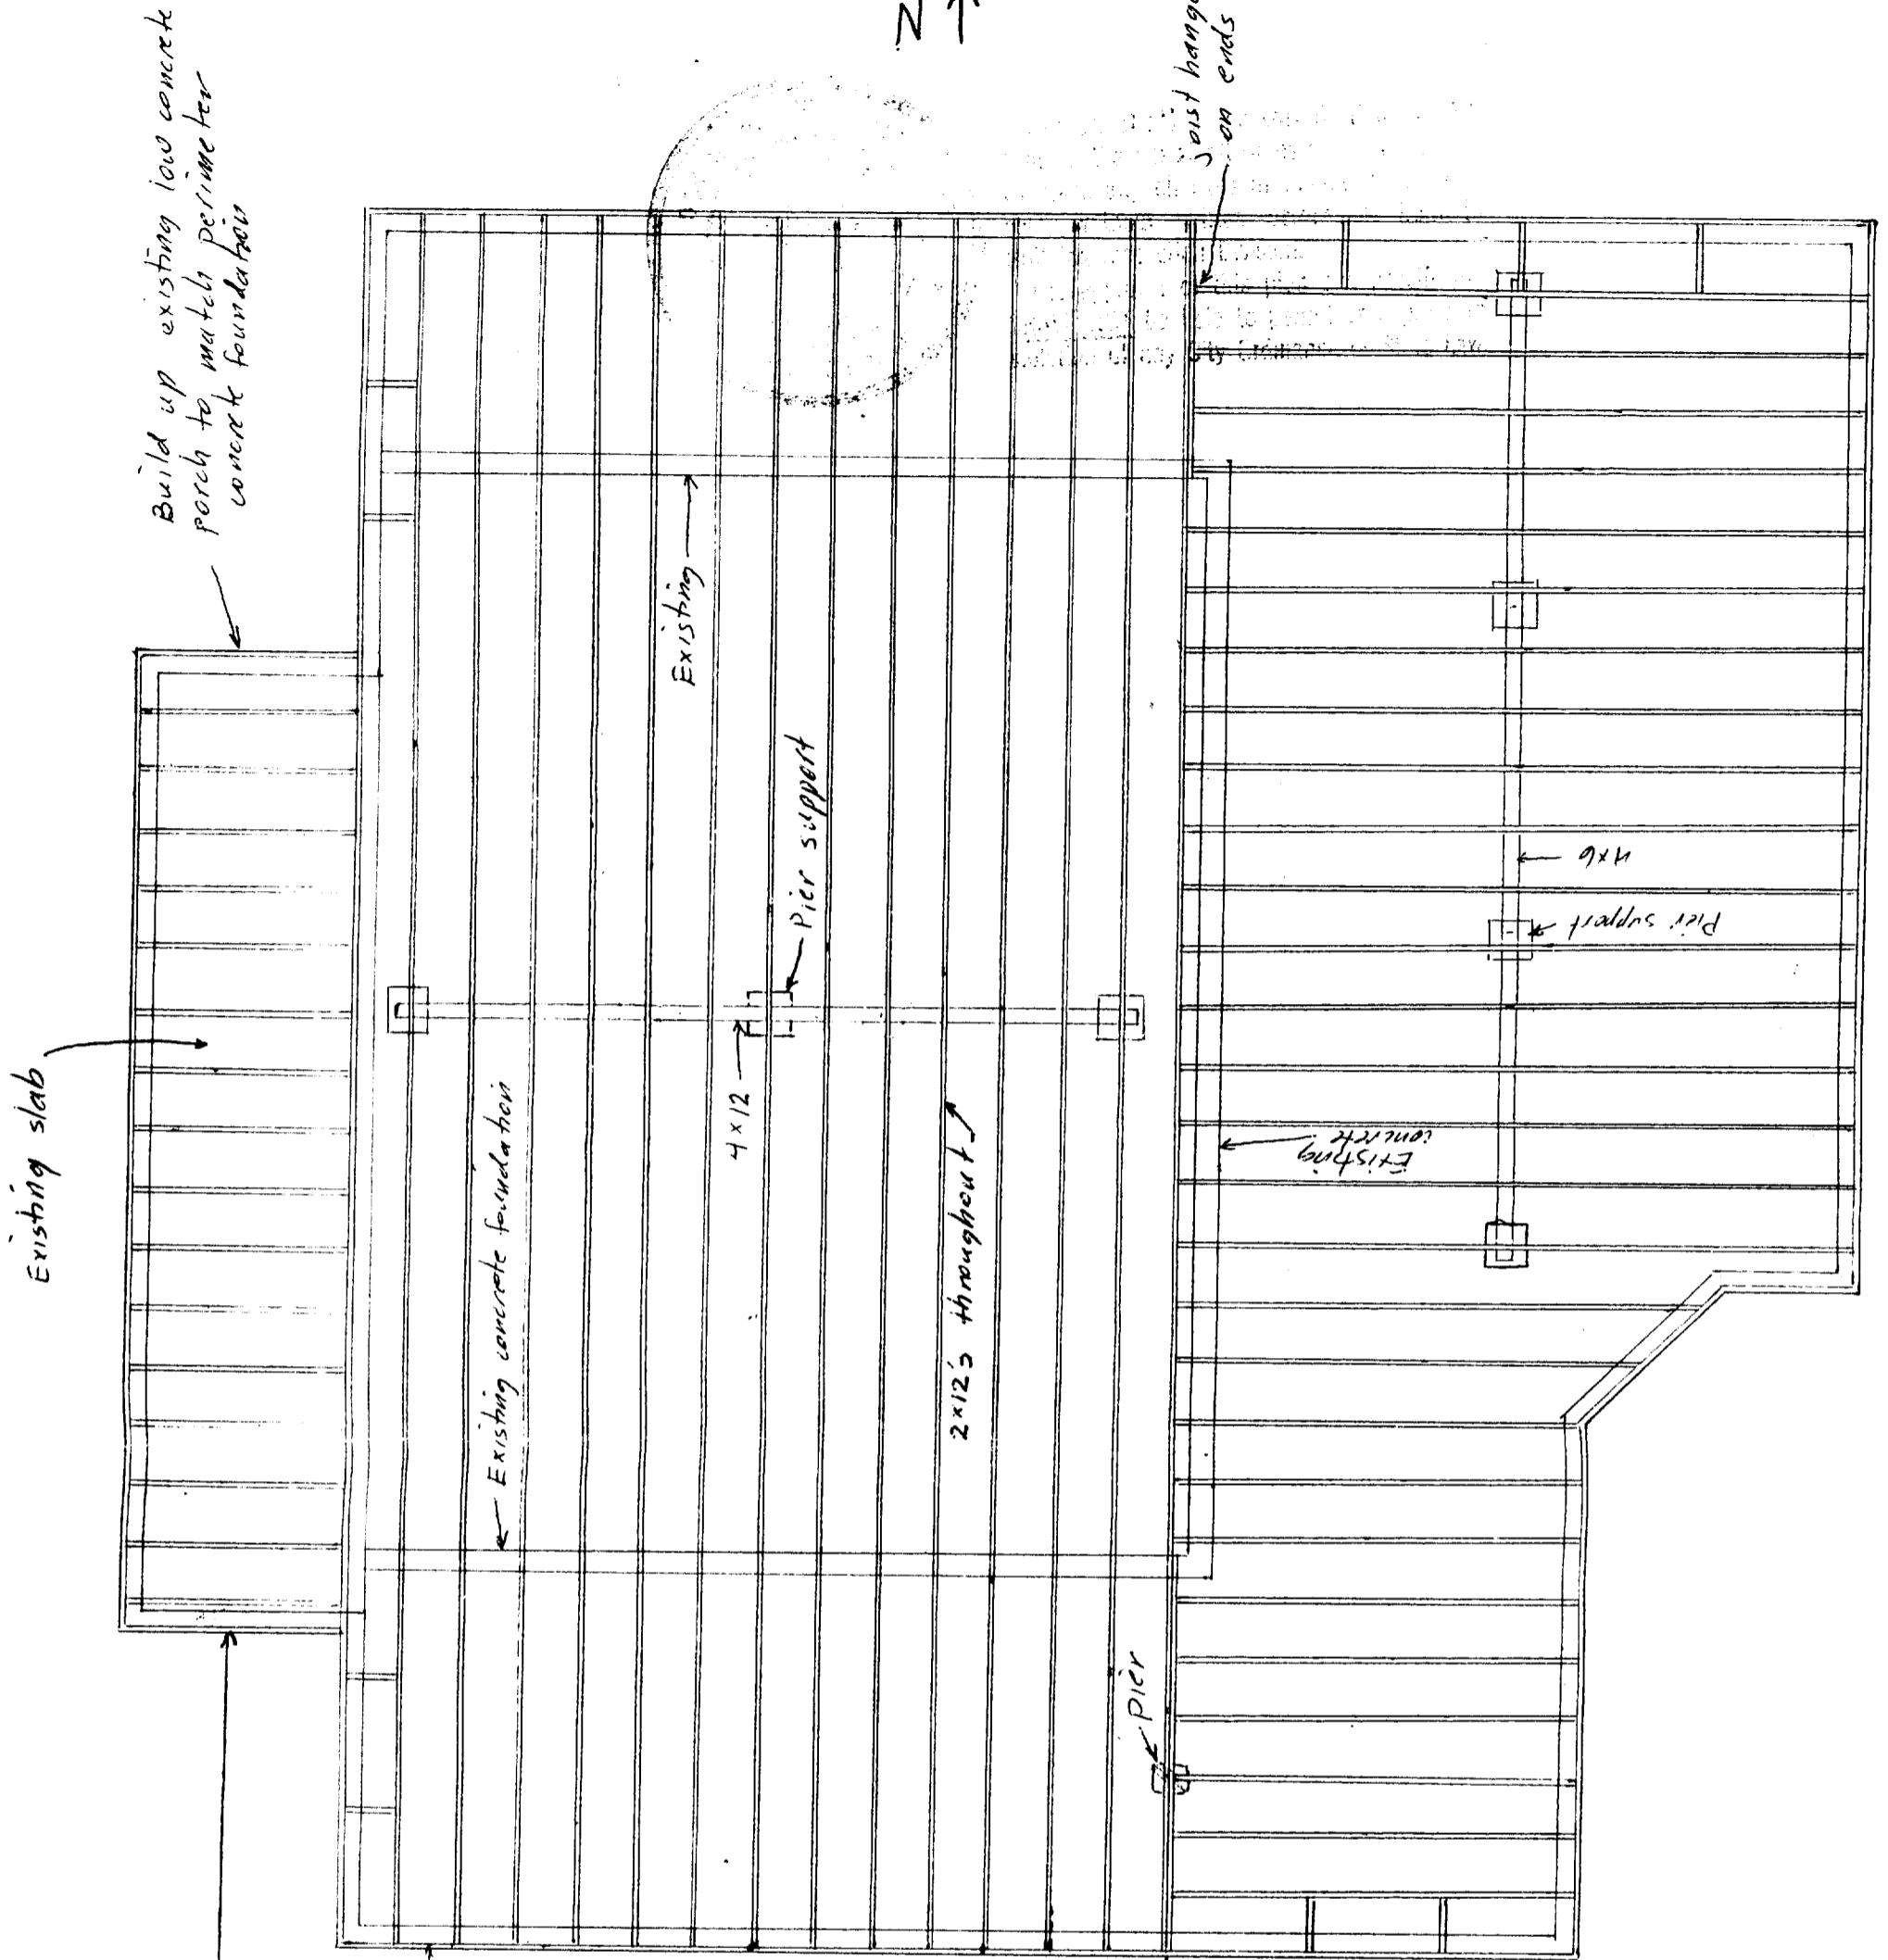 Build up existing low concrete
porch to match perimeter
concrete foundation
N
joist
on ends
Existing
Existing slab
Pier support
4x12
Existing concrete foundation
2x12's throughout
4x6
Pier support
Existing
concrete
Pier